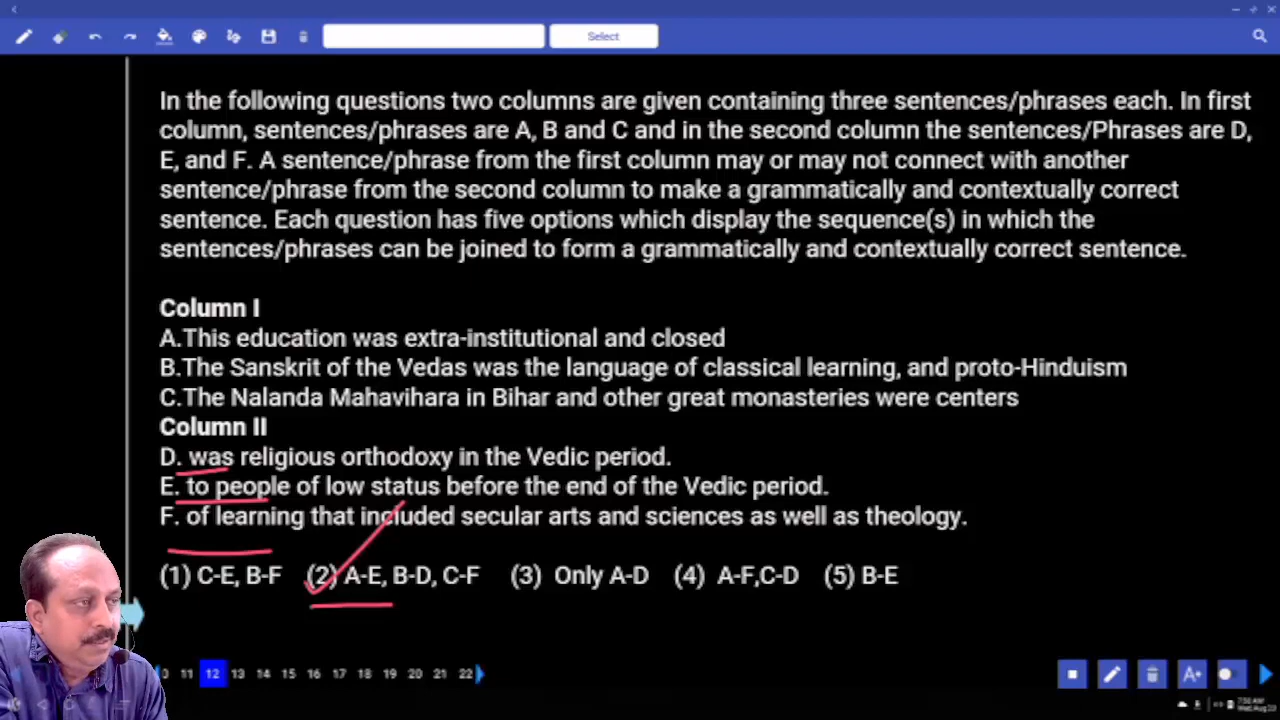 Select
In the following questions two columns are given containing three sentences/phrases each. In first
column, sentences/phrases are A, B and C and in the second column the sentences/Phrases are D,
E, and F. A sentence/phrase from the first column may or may not connect with another
sentence/phrase from the second column to make a grammatically and contextually correct
sentence. Each question has five options which display the sequence(s) in which the
sentences/phrases can be joined to form a grammatically and contextually correct sentence.
Column I
A.This education was extra-institutional and closed
B.The Sanskrit of the Vedas was the language of classical learning, and proto-Hinduism
C.The Nalanda Mahavihara in Bihar and other great monasteries were centers
Column II
D. was religious orthodoxy in the Vedic period.
E. to people of low status before the end of the Vedic period.
F. of learning that included secular arts and sciences as well as theology.
(1) C-E, B-F (2) A-E, B-D, C-F (3) Only A-D (4) A-F,C-D (5) B-E
11 12 13 14 15 16 17 18 19 20 21 22
A+